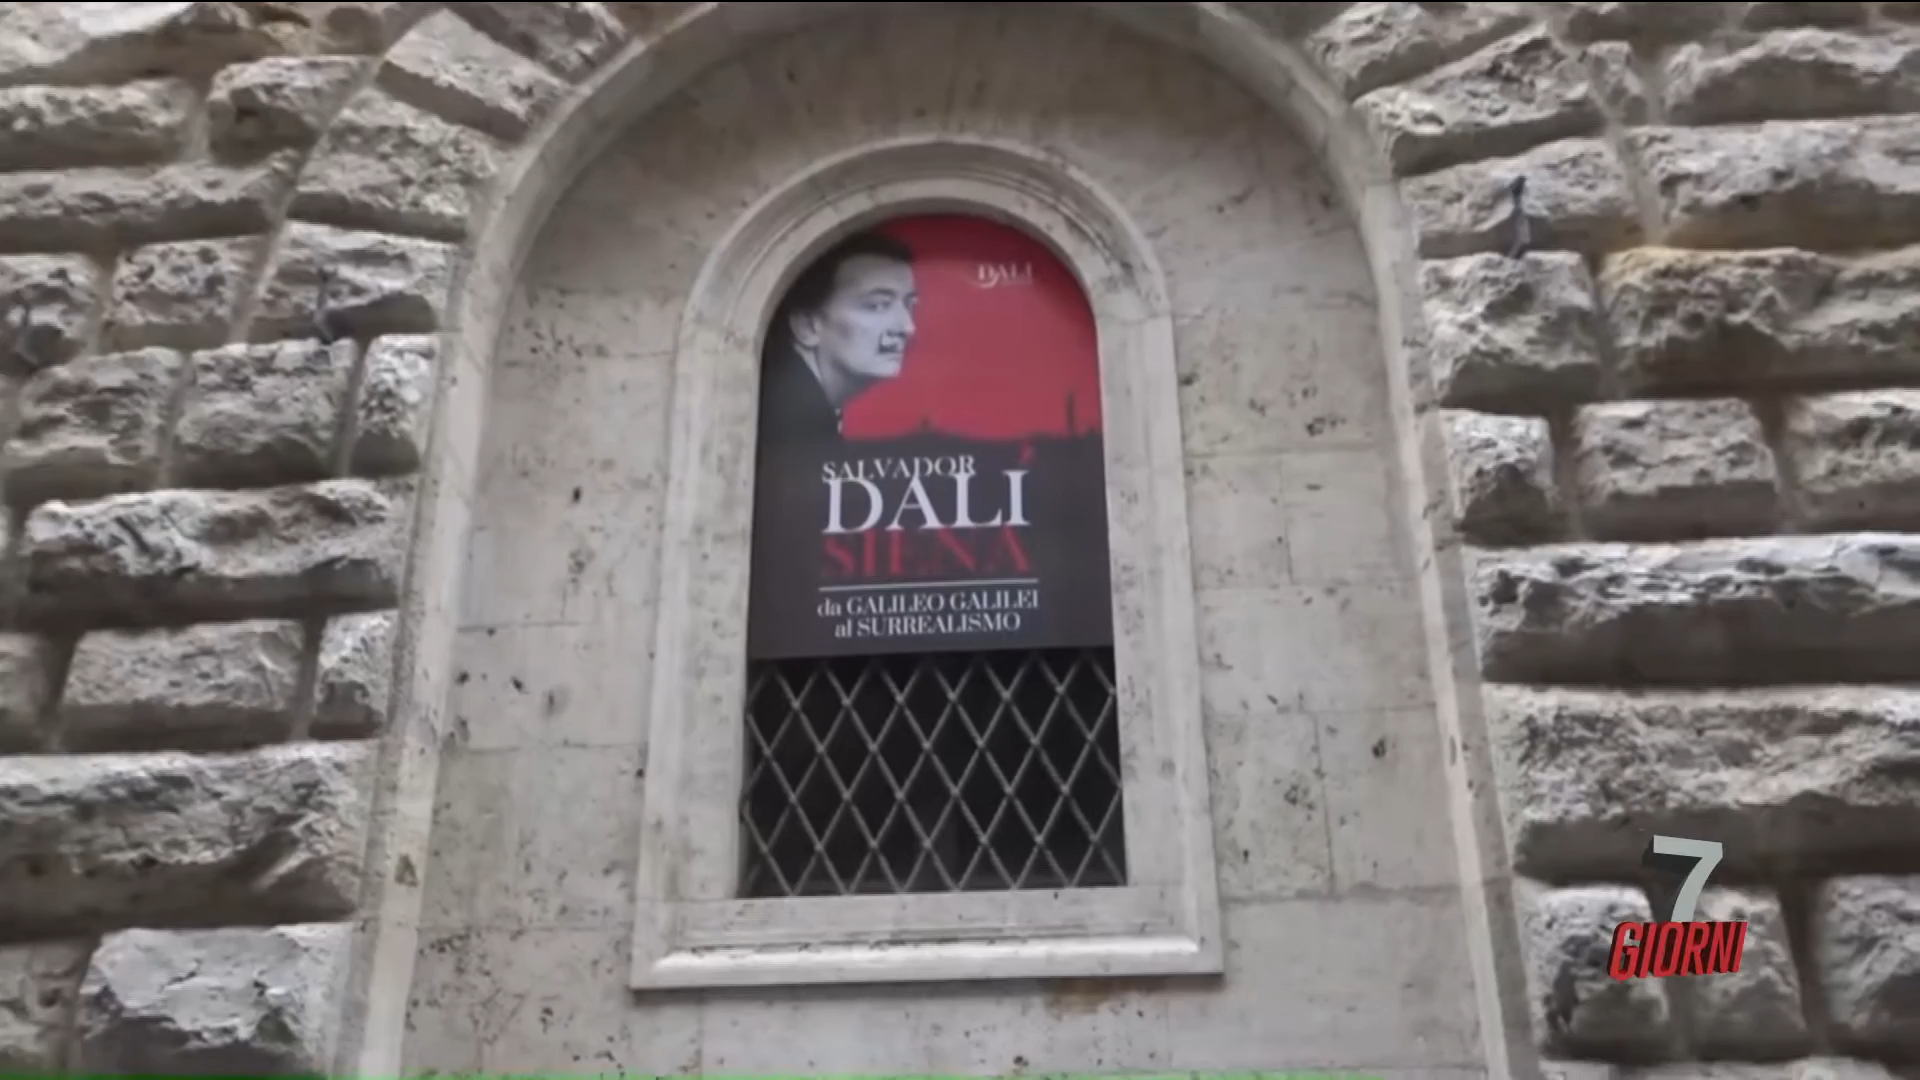 DALÍ
SALVADOR
DALÍ
SIENA
da GALILEO GALILEI
al SURREALISMO
7
GIORNI